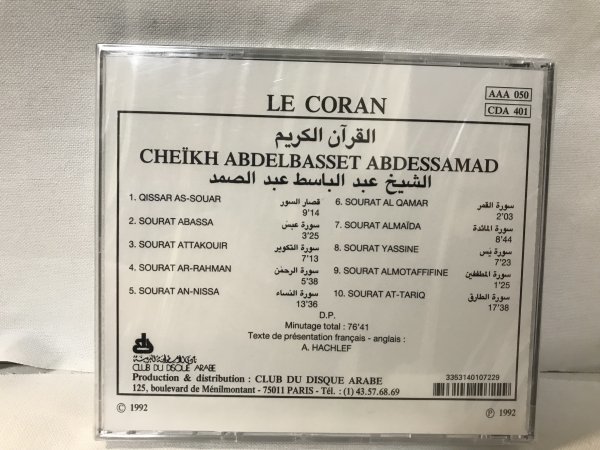 AAA 050
CDA 401
LE CORAN
القرآن الكريم
CHEÏKH ABDELBASSET ABDESSAMAD
الشيخ عبد الباسط عبد الصمد
1. QISSAR AS-SOUAR قصار السور
9'14
2. SOURAT ABASSA سورة عبس
3'25
3. SOURAT ATTAKOUIR سورة التكوير
7'13
4. SOURAT AR-RAHMAN سورة الرحمن
5'38
5. SOURAT AN-NISSA سورة النساء
13'36
6. SOURAT AL QAMAR سورة القمر
2'03
7. SOURAT ALMAÏDA سورة المائدة
8'44
8. SOURAT YASSINE سورة يس
7'23
9. SOURAT ALMOTAFFIFINE سورة المطففين
1'25
10. SOURAT AT-TARIQ سورة الطارق
17'38
D.P.
Minutage total : 76'41
Texte de présentation français - anglais :
A. HACHLEF
CLUB DU DISQUE ARABE
Production & distribution : CLUB DU DISQUE ARABE
125, boulevard de Ménilmontant - 75011 PARIS - Tél. : (1) 43.57.68.69
3353140107229
© 1992
℗ 1992